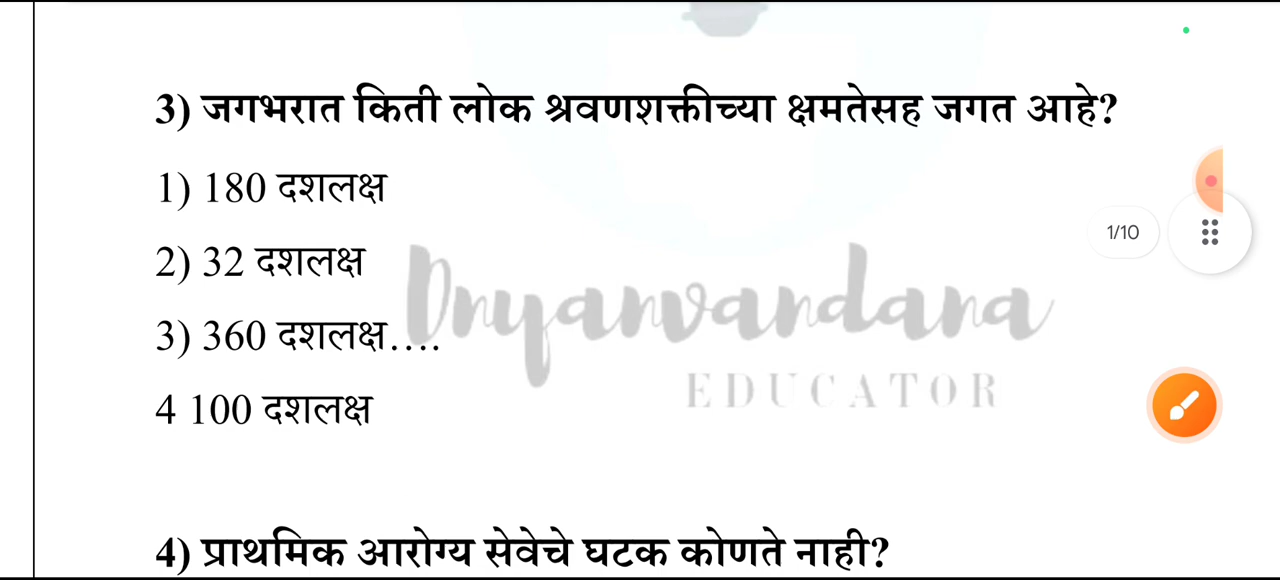 3) जगभरात किती लोक श्रवणशक्तीच्या क्षमतेसह जगत आहे?
1) 180 दशलक्ष
1/10
2) 32 दशलक्ष
Dnyanvandana
3) 360 दशलक्ष....
EDUCATOR
4 100 दशलक्ष
4) प्राथमिक आरोग्य सेवेचे घटक कोणते नाही?